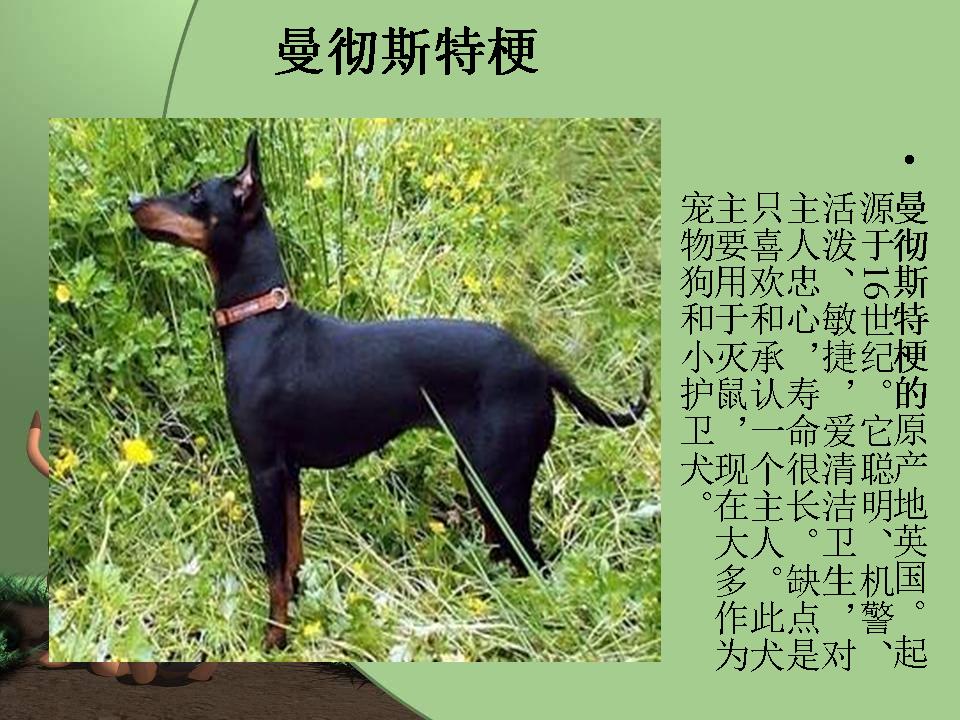 曼彻斯特梗
• 曼彻斯特梗的原产地英国。起
源于16世纪。它聪明、机警、
活泼、敏捷，爱清洁卫生，对
主人忠心，寿命很长。缺点是
只喜欢和承认一个主人。此犬
主要用于灭鼠，现在大多作为
宠物狗和小护卫犬。